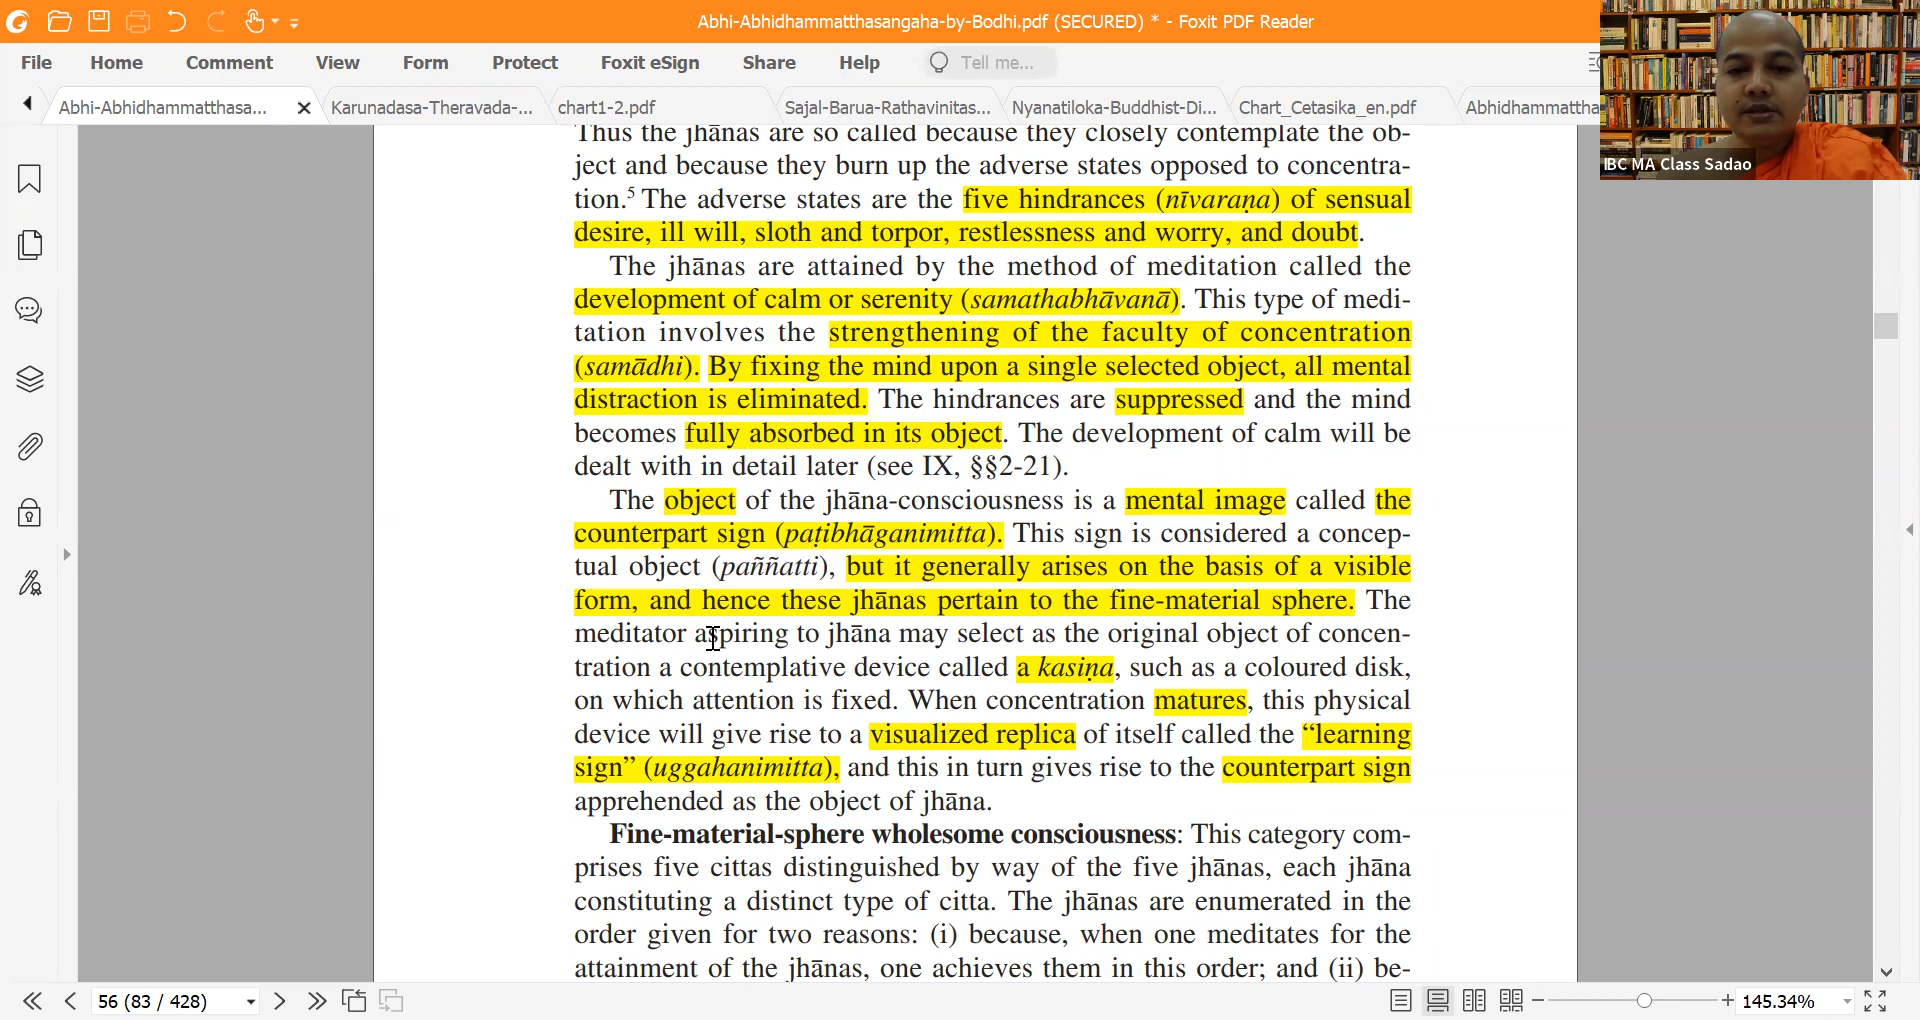 Abhi-Abhidhammatthasangaha-by-Bodhi.pdf (SECURED) * - Foxit PDF Reader
File Home Comment View Form Protect Foxit eSign Share Help Tell me...
Abhi-Abhidhammatthasa... Karunadasa-Theravada-... chart1-2.pdf Sajal-Barua-Rathavinitas... Nyanatiloka-Buddhist-Di... Chart_Cetasika_en.pdf Abhidhammattha
IBC MA Class Sadao
Thus the jhānas are so called because they closely contemplate the ob-
ject and because they burn up the adverse states opposed to concentra-
tion.⁵ The adverse states are the five hindrances (nīvaraṇa) of sensual
desire, ill will, sloth and torpor, restlessness and worry, and doubt.
The jhānas are attained by the method of meditation called the
development of calm or serenity (samathabhāvanā). This type of medi-
tation involves the strengthening of the faculty of concentration
(samādhi). By fixing the mind upon a single selected object, all mental
distraction is eliminated. The hindrances are suppressed and the mind
becomes fully absorbed in its object. The development of calm will be
dealt with in detail later (see IX, §§2-21).
The object of the jhāna-consciousness is a mental image called the
counterpart sign (paṭibhāganimitta). This sign is considered a concep-
tual object (paññatti), but it generally arises on the basis of a visible
form, and hence these jhānas pertain to the fine-material sphere. The
meditator aspiring to jhāna may select as the original object of concen-
tration a contemplative device called a kasiṇa, such as a coloured disk,
on which attention is fixed. When concentration matures, this physical
device will give rise to a visualized replica of itself called the “learning
sign” (uggahanimitta), and this in turn gives rise to the counterpart sign
apprehended as the object of jhāna.
Fine-material-sphere wholesome consciousness: This category com-
prises five cittas distinguished by way of the five jhānas, each jhāna
constituting a distinct type of citta. The jhānas are enumerated in the
order given for two reasons: (i) because, when one meditates for the
attainment of the jhānas, one achieves them in this order; and (ii) be-
56 (83 / 428) 145.34%